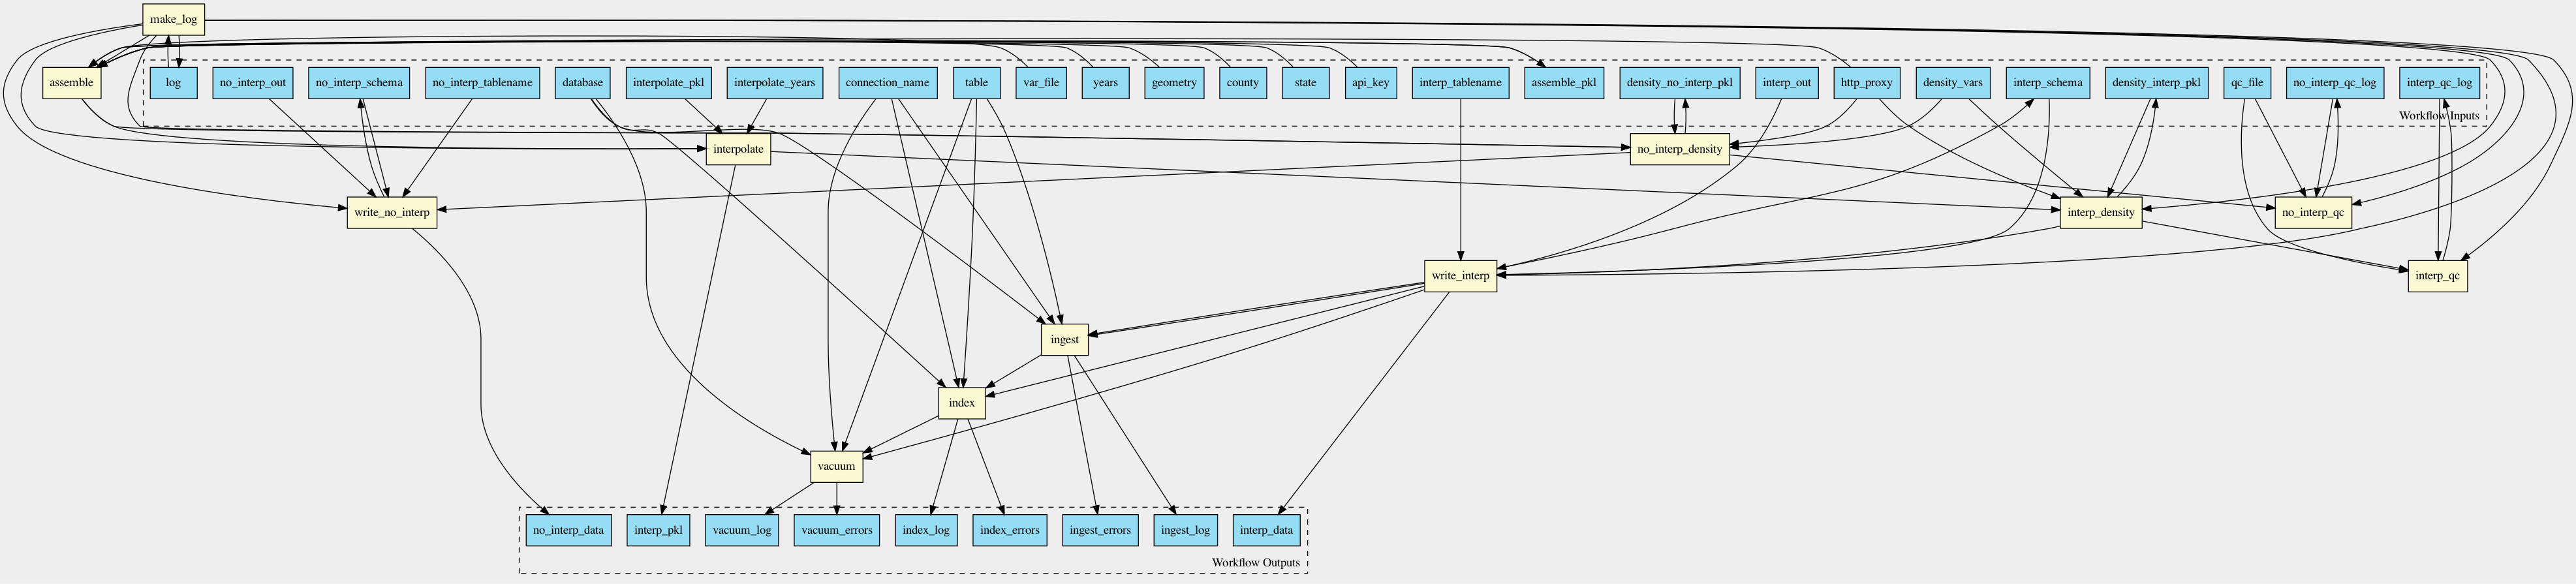 make_log
assemble
log
no_interp_out
no_interp_schema
no_interp_tablename
database
interpolate_pkl
interpolate_years
connection_name
table
var_file
years
geometry
county
state
api_key
interp_tablename
assemble_pkl
density_no_interp_pkl
interp_out
http_proxy
density_vars
interp_schema
density_interp_pkl
qc_file
no_interp_qc_log
interp_qc_log
Workflow Inputs
interpolate
no_interp_density
write_no_interp
interp_density
no_interp_qc
write_interp
interp_qc
ingest
index
vacuum
no_interp_data
interp_pkl
vacuum_log
vacuum_errors
index_log
index_errors
ingest_errors
ingest_log
interp_data
Workflow Outputs